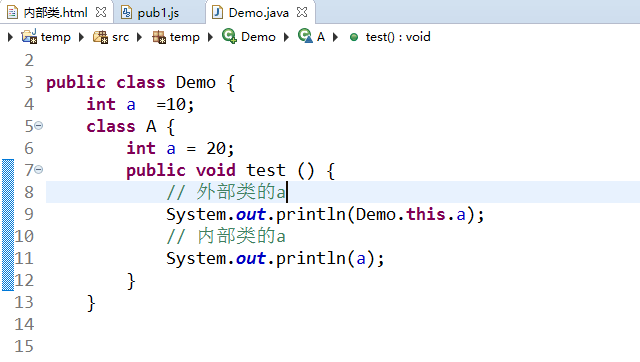 内部类.html pub1.js Demo.java
temp src temp Demo A test() : void
2
3 public class Demo {
4 int a  =10;
5 class A {
6 int a = 20;
7 public void test () {
8 // 外部类的a
9 System.out.println(Demo.this.a);
10 // 内部类的a
11 System.out.println(a);
12 }
13 }
14
15